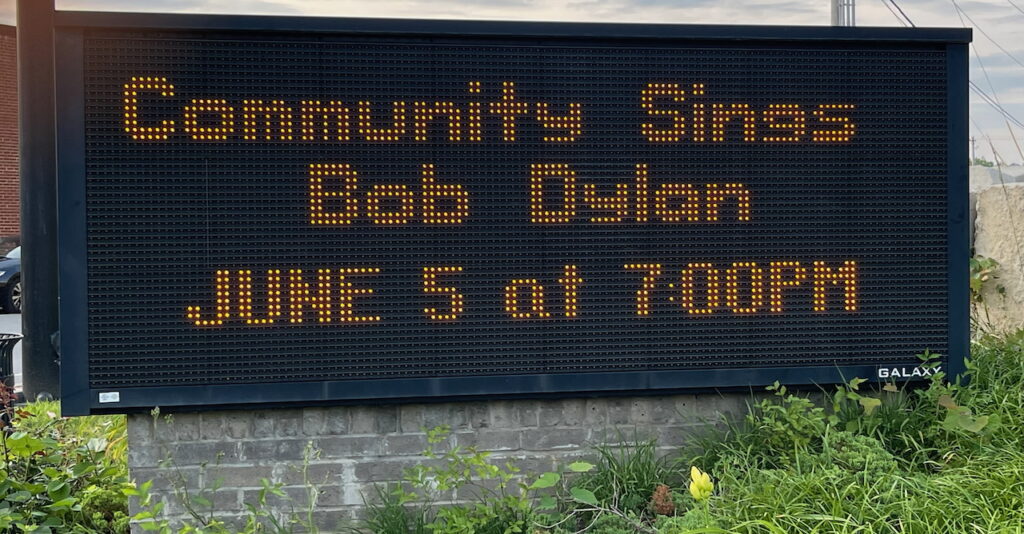 Community Sings
Bob Dylan
JUNE 5 at 7:00PM
GALAXY